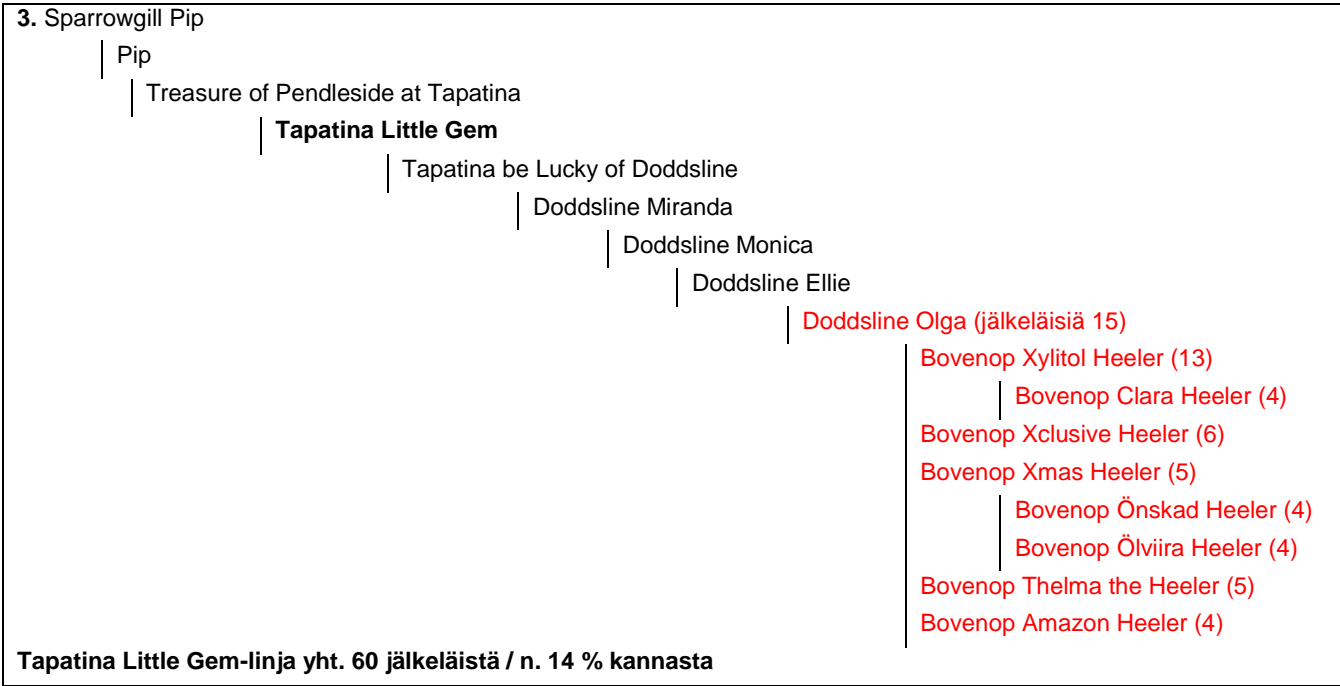 3. Sparrowgill Pip
Pip
Treasure of Pendleside at Tapatina
Tapatina Little Gem
Tapatina be Lucky of Doddsline
Doddsline Miranda
Doddsline Monica
Doddsline Ellie
Doddsline Olga (jälkeläisiä 15)
Bovenop Xylitol Heeler (13)
Bovenop Clara Heeler (4)
Bovenop Xclusive Heeler (6)
Bovenop Xmas Heeler (5)
Bovenop Önskad Heeler (4)
Bovenop Ölviira Heeler (4)
Bovenop Thelma the Heeler (5)
Bovenop Amazon Heeler (4)
Tapatina Little Gem-linja yht. 60 jälkeläistä / n. 14 % kannasta